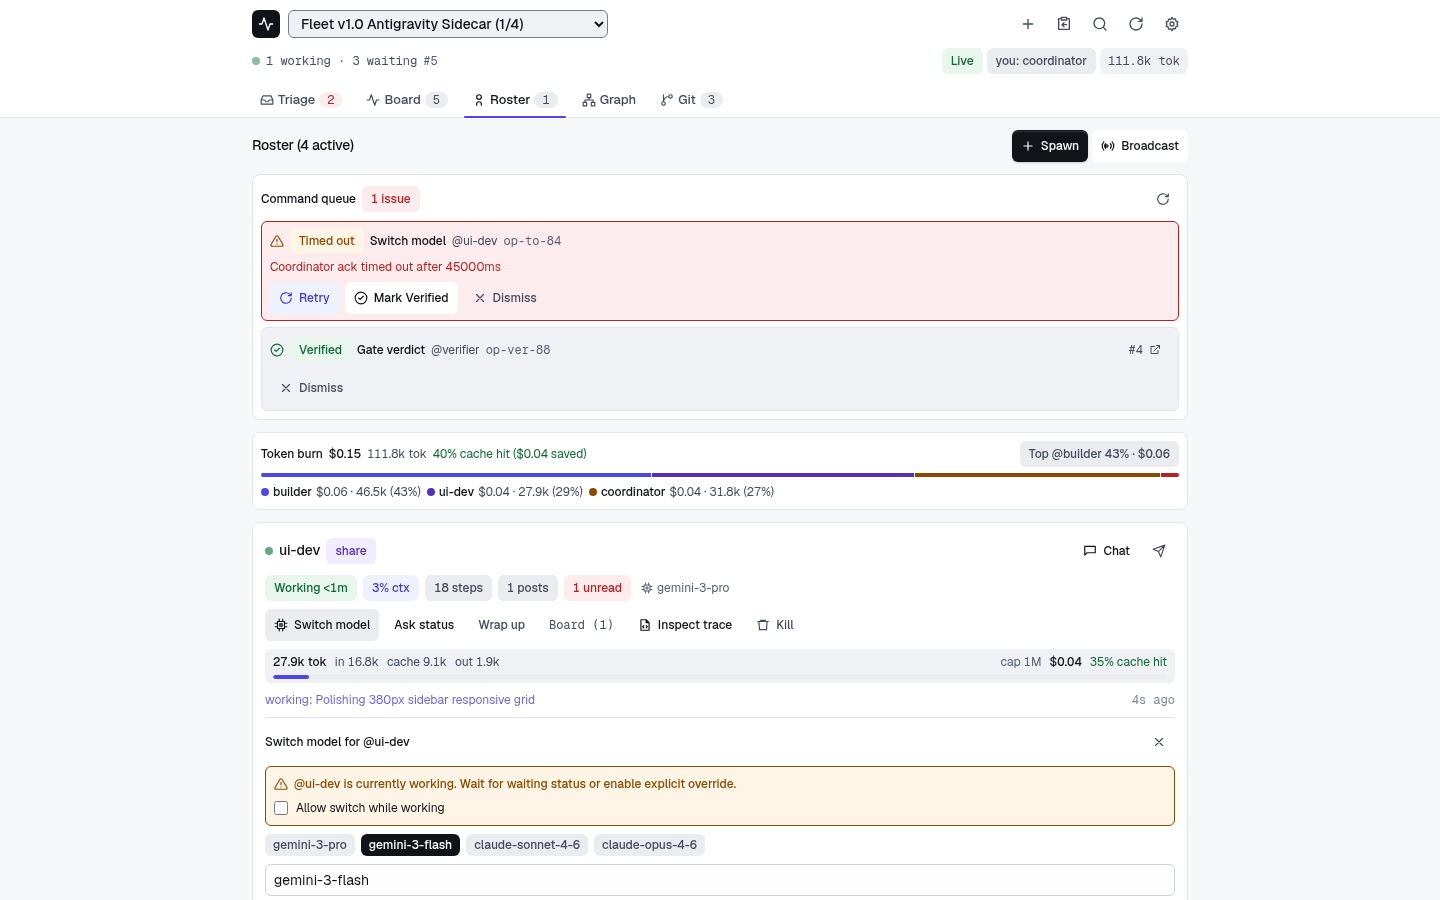 Fleet v1.0 Antigravity Sidecar (1/4)
1 working · 3 waiting #5
Live you: coordinator 111.8k tok
Triage 2 Board 5 Roster 1 Graph Git 3
Roster (4 active)
Spawn Broadcast
Command queue 1 issue
Timed out Switch model @ui-dev op-to-84
Coordinator ack timed out after 45000ms
Retry Mark Verified Dismiss
Verified Gate verdict @verifier op-ver-88 #4
Dismiss
Token burn $0.15 111.8k tok 40% cache hit ($0.04 saved) Top @builder 43% · $0.06
builder $0.06 · 46.5k (43%) ui-dev $0.04 · 27.9k (29%) coordinator $0.04 · 31.8k (27%)
ui-dev share Chat
Working <1m 3% ctx 18 steps 1 posts 1 unread gemini-3-pro
Switch model Ask status Wrap up Board (1) Inspect trace Kill
27.9k tok in 16.8k cache 9.1k out 1.9k cap 1M $0.04 35% cache hit
working: Polishing 380px sidebar responsive grid 4s ago
Switch model for @ui-dev
@ui-dev is currently working. Wait for waiting status or enable explicit override.
Allow switch while working
gemini-3-pro gemini-3-flash claude-sonnet-4-6 claude-opus-4-6
gemini-3-flash